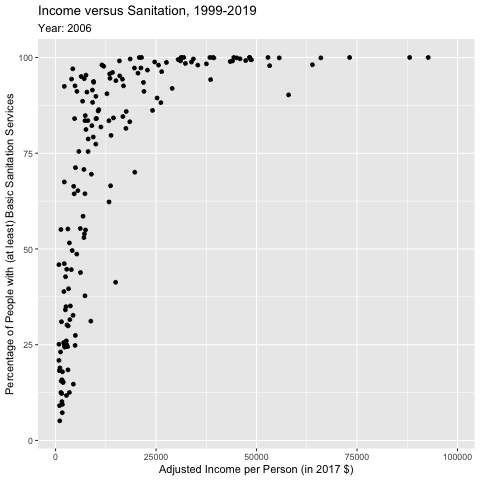 Income versus Sanitation, 1999-2019
Year: 2006
Percentage of People with (at least) Basic Sanitation Services
100
75
50
25
0
0
25000
50000
75000
100000
Adjusted Income per Person (in 2017 $)